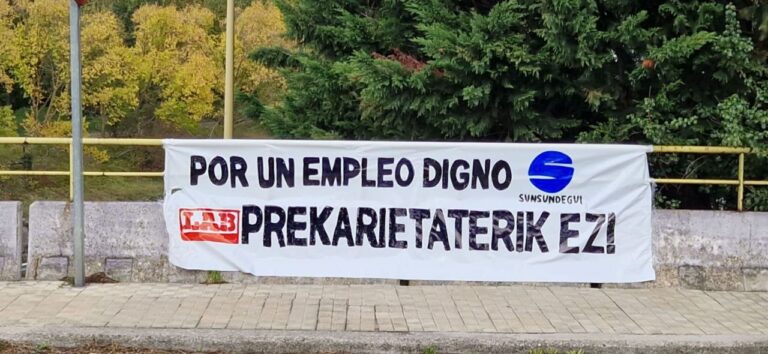 POR UN EMPLEO DIGNO
SUNSUNDEGUI
LAB PREKARIETATERIK EZ!